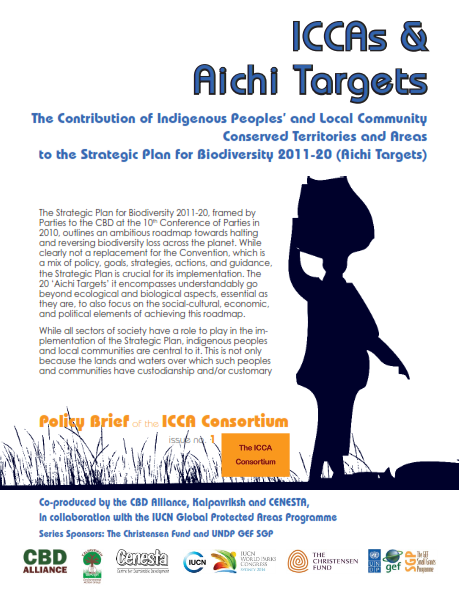 ICCAs &
Aichi Targets
The Contribution of Indigenous Peoples' and Local Community
Conserved Territories and Areas
to the Strategic Plan for Biodiversity 2011-20 (Aichi Targets)
The Strategic Plan for Biodiversity 2011-20, framed by
Parties to the CBD at the 10th Conference of Parties in
2010, outlines an ambitious roadmap towards halting
and reversing biodiversity loss across the planet. While
clearly not a replacement for the Convention, which is
a mix of policy, goals, strategies, actions, and guidance,
the Strategic Plan is crucial for its implementation. The
20 'Aichi Targets' it encompasses understandably go
beyond ecological and biological aspects, essential as
they are, to also focus on the social-cultural, economic,
and political elements of achieving this roadmap.
While all sectors of society have a role to play in the im-
plementation of the Strategic Plan, indigenous peoples
and local communities are central to it. This is not only
because the lands and waters over which such peoples
and communities have custodianship and/or customary
Policy Brief of the ICCA Consortium
issue no. 1
The ICCA
Consortium
Co-produced by the CBD Alliance, Kalpavriksh and CENESTA,
in collaboration with the IUCN Global Protected Areas Programme
Series Sponsors: The Christensen Fund and UNDP GEF SGP
CBD
ALLIANCE
Cenesta
Centre for Sustainable Development
IUCN
IUCN
WORLD PARKS
CONGRESS
THE
CHRISTENSEN
FUND
gef
SGP
The GEF
Small Grants
Programme